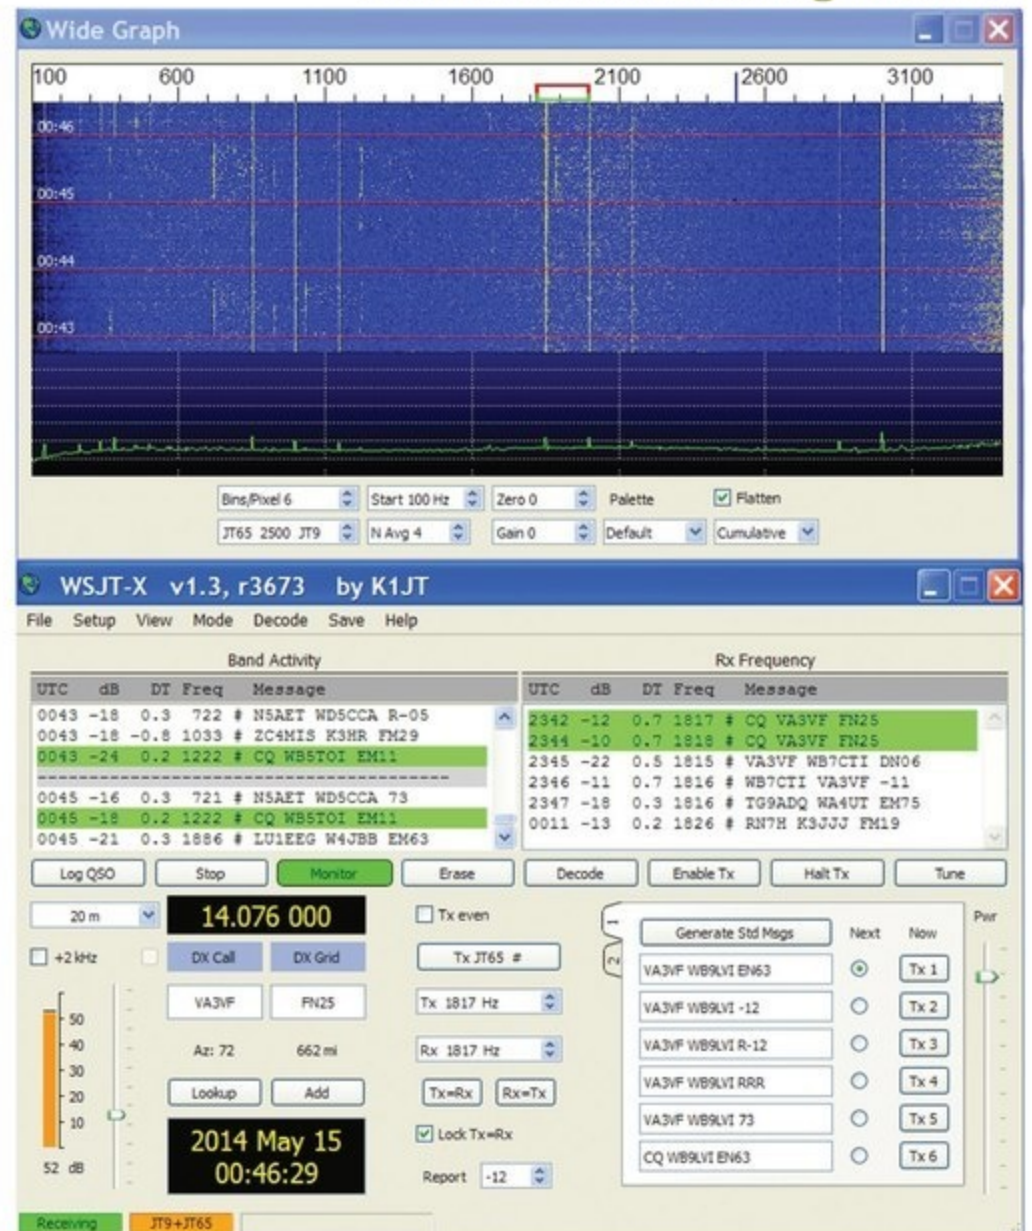 Wide Graph
100 600 1100 1600 2100 2600 3100
00:46
00:45
00:44
00:43
Bins/Pixel 6 Start 100 Hz Zero 0 Palette Flatten
JT65 2500 JT9 N Avg 4 Gain 0 Default Cumulative
WSJT-X v1.3, r3673 by K1JT
File Setup View Mode Decode Save Help
Band Activity
UTC dB DT Freq Message
0043 -18 0.3 722 # N5AET WD5CCA R-05
0043 -18 -0.8 1033 # ZC4MIS K3HR FM29
0043 -24 0.2 1222 # CQ WB5TOI EM11
0045 -16 0.3 721 # N5AET WD5CCA 73
0045 -18 0.2 1222 # CQ WB5TOI EM11
0045 -21 0.3 1886 # LU1EEG W4JBB EM63
Rx Frequency
UTC dB DT Freq Message
2342 -12 0.7 1817 # CQ VA3VF FN25
2344 -10 0.7 1818 # CQ VA3VF FN25
2345 -22 0.5 1815 # VA3VF WB7CTI DN06
2346 -11 0.7 1816 # WB7CTI VA3VF -11
2347 -18 0.3 1816 # TG9ADQ WA4UT EM75
0011 -13 0.2 1826 # RN7H K3JJJ FM19
Log QSO Stop Monitor Erase Decode Enable Tx Halt Tx Tune
20 m
14.076 000
+2 kHz
DX Call DX Grid
VA3VF FN25
Az: 72 662 mi
Lookup Add
2014 May 15
00:46:29
50
40
30
20
10
52 dB
Tx even
Tx JT65 #
Tx 1817 Hz
Rx 1817 Hz
Tx=Rx Rx=Tx
Lock Tx=Rx
Report -12
1
2
Generate Std Msgs Next Now
VA3VF WB9LVI EN63 Tx 1
VA3VF WB9LVI -12 Tx 2
VA3VF WB9LVI R-12 Tx 3
VA3VF WB9LVI RRR Tx 4
VA3VF WB9LVI 73 Tx 5
CQ WB9LVI EN63 Tx 6
Pwr
Receiving JT9+JT65